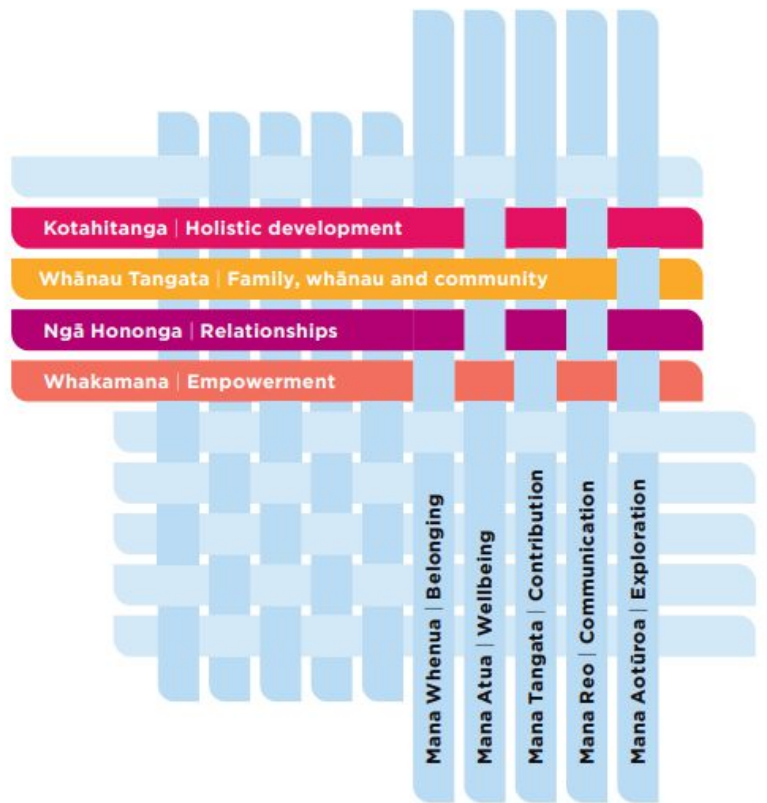 Kotahitanga | Holistic development
Whānau Tangata | Family, whānau and community
Ngā Hononga | Relationships
Whakamana | Empowerment
Mana Whenua | Belonging
Mana Atua | Wellbeing
Mana Tangata | Contribution
Mana Reo | Communication
Mana Aotūroa | Exploration